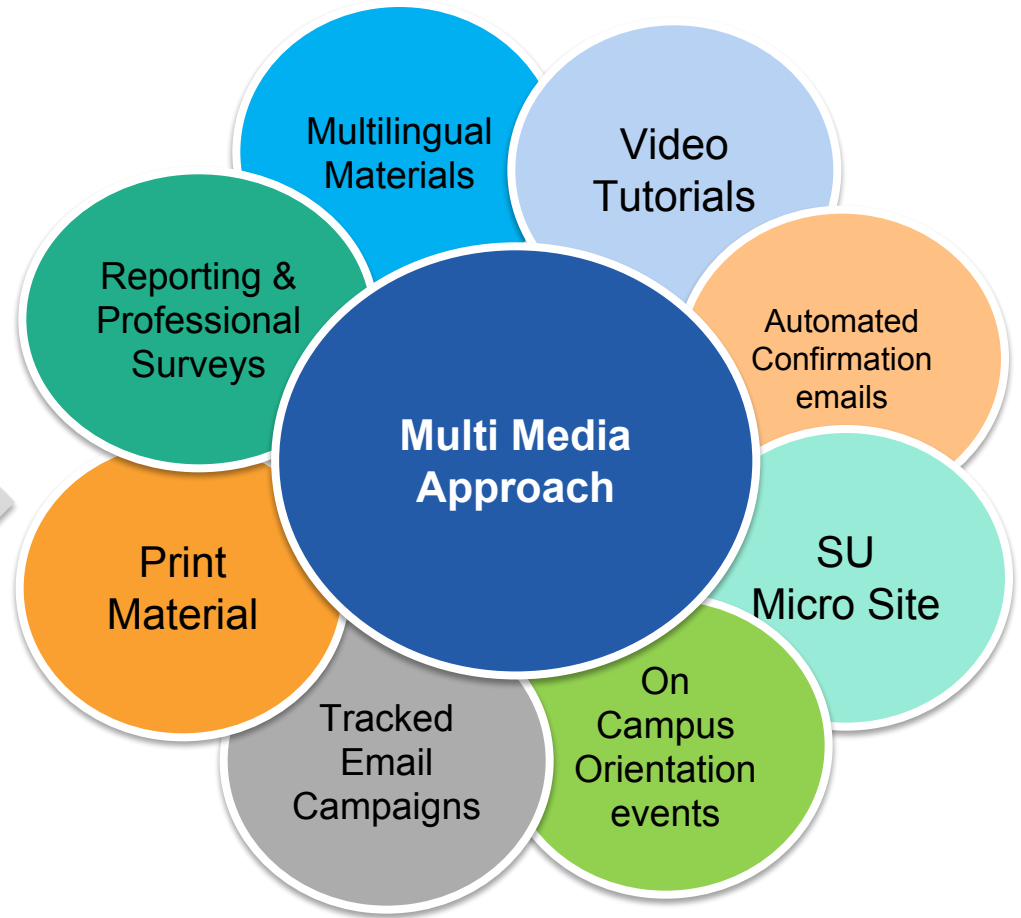 Multilingual
Materials
Video
Tutorials
Reporting &
Professional
Surveys
Automated
Confirmation
emails
Multi Media
Approach
Print
Material
SU
Micro Site
Tracked
Email
Campaigns
On
Campus
Orientation
events